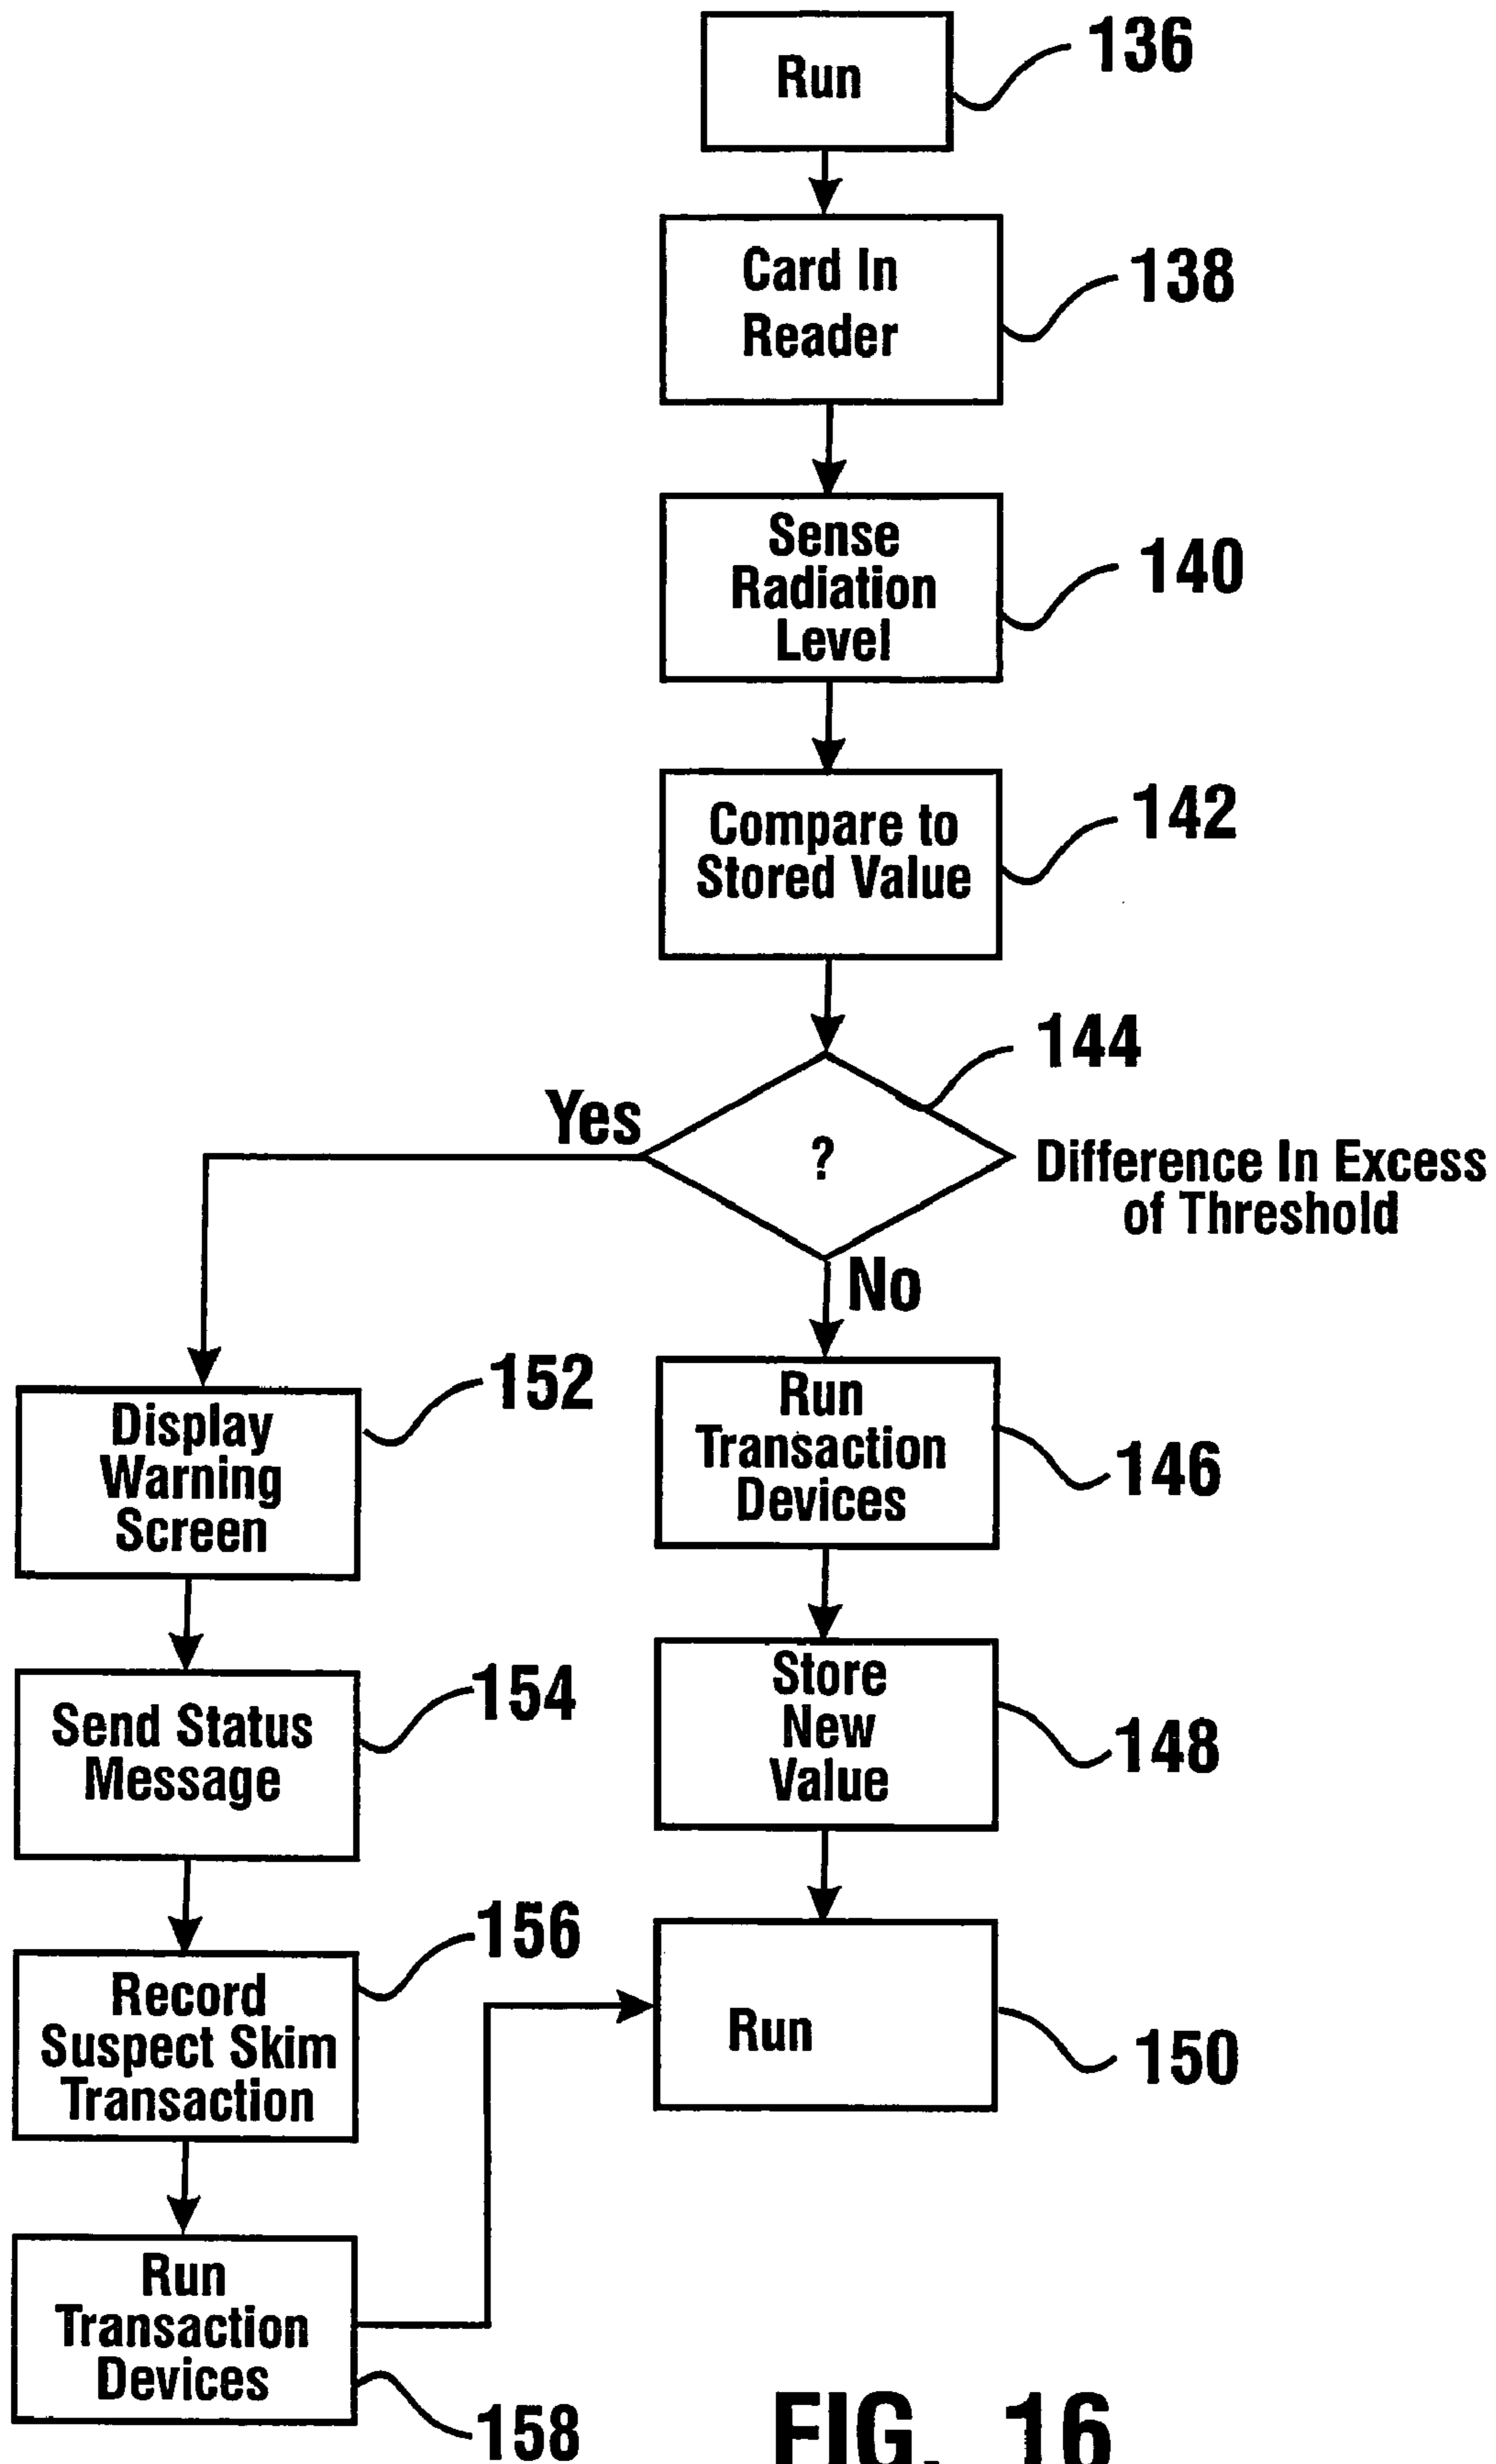 Run
136
Card In
Reader
138
Sense
Radiation
Level
140
Compare to
Stored Value
142
144
Yes
?
Difference In Excess
of Threshold
No
Display
Warning
Screen
152
Run
Transaction
Devices
146
Send Status
Message
154
Store
New
Value
148
Record
Suspect Skim
Transaction
156
Run
150
Run
Transaction
Devices
158
FIG. 16